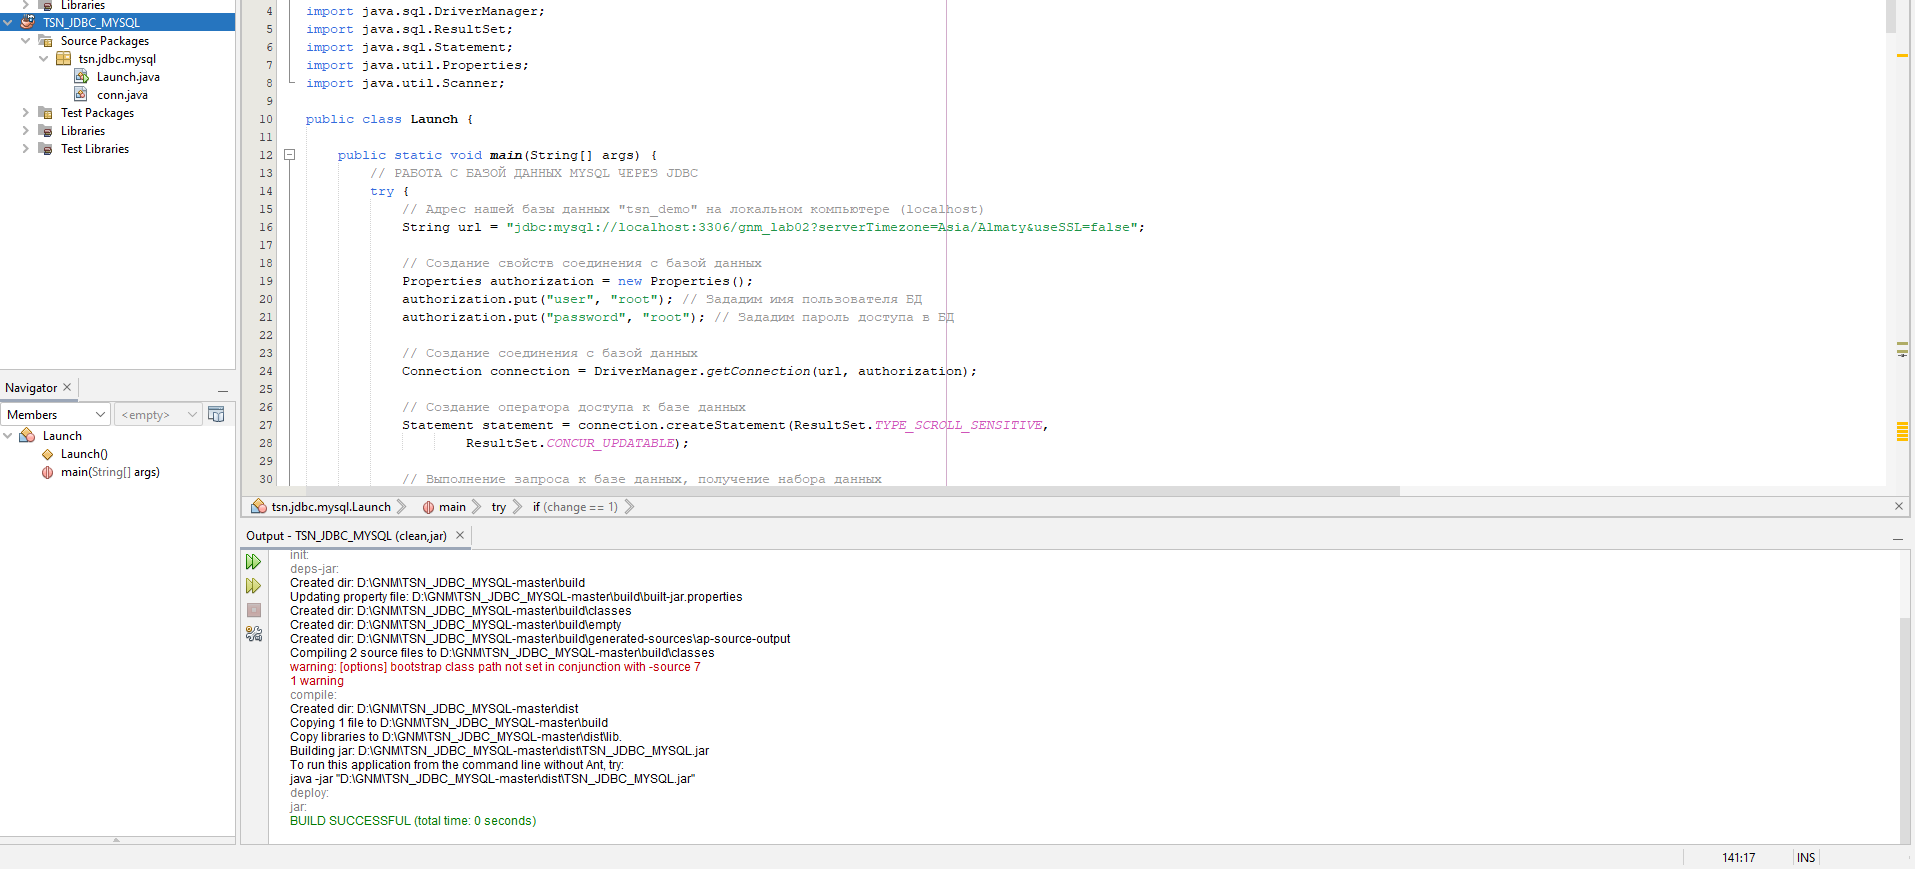 Libraries
TSN_JDBC_MYSQL
Source Packages
tsn.jdbc.mysql
Launch.java
conn.java
Test Packages
Libraries
Test Libraries
Navigator
Members
<empty>
Launch
Launch()
main(String[] args)
4 import java.sql.DriverManager;
5 import java.sql.ResultSet;
6 import java.sql.Statement;
7 import java.util.Properties;
8 import java.util.Scanner;
9
10 public class Launch {
11
12 public static void main(String[] args) {
13 // РАБОТА С БАЗОЙ ДАННЫХ MYSQL ЧЕРЕЗ JDBC
14 try {
15 // Адрес нашей базы данных "tsn_demo" на локальном компьютере (localhost)
16 String url = "jdbc:mysql://localhost:3306/gnm_lab02?serverTimezone=Asia/Almaty&useSSL=false";
17
18 // Создание свойств соединения с базой данных
19 Properties authorization = new Properties();
20 authorization.put("user", "root"); // Зададим имя пользователя БД
21 authorization.put("password", "root"); // Зададим пароль доступа в БД
22
23 // Создание соединения с базой данных
24 Connection connection = DriverManager.getConnection(url, authorization);
25
26 // Создание оператора доступа к базе данных
27 Statement statement = connection.createStatement(ResultSet.TYPE_SCROLL_SENSITIVE,
28 ResultSet.CONCUR_UPDATABLE);
29
30 // Выполнение запроса к базе данных, получение набора данных
tsn.jdbc.mysql.Launch main try if (change == 1)
Output - TSN_JDBC_MYSQL (clean,jar)
init:
deps-jar:
Created dir: D:\GNM\TSN_JDBC_MYSQL-master\build
Updating property file: D:\GNM\TSN_JDBC_MYSQL-master\build\built-jar.properties
Created dir: D:\GNM\TSN_JDBC_MYSQL-master\build\classes
Created dir: D:\GNM\TSN_JDBC_MYSQL-master\build\empty
Created dir: D:\GNM\TSN_JDBC_MYSQL-master\build\generated-sources\ap-source-output
Compiling 2 source files to D:\GNM\TSN_JDBC_MYSQL-master\build\classes
warning: [options] bootstrap class path not set in conjunction with -source 7
1 warning
compile:
Created dir: D:\GNM\TSN_JDBC_MYSQL-master\dist
Copying 1 file to D:\GNM\TSN_JDBC_MYSQL-master\build
Copy libraries to D:\GNM\TSN_JDBC_MYSQL-master\dist\lib.
Building jar: D:\GNM\TSN_JDBC_MYSQL-master\dist\TSN_JDBC_MYSQL.jar
To run this application from the command line without Ant, try:
java -jar "D:\GNM\TSN_JDBC_MYSQL-master\dist\TSN_JDBC_MYSQL.jar"
deploy:
jar:
BUILD SUCCESSFUL (total time: 0 seconds)
141:17 INS